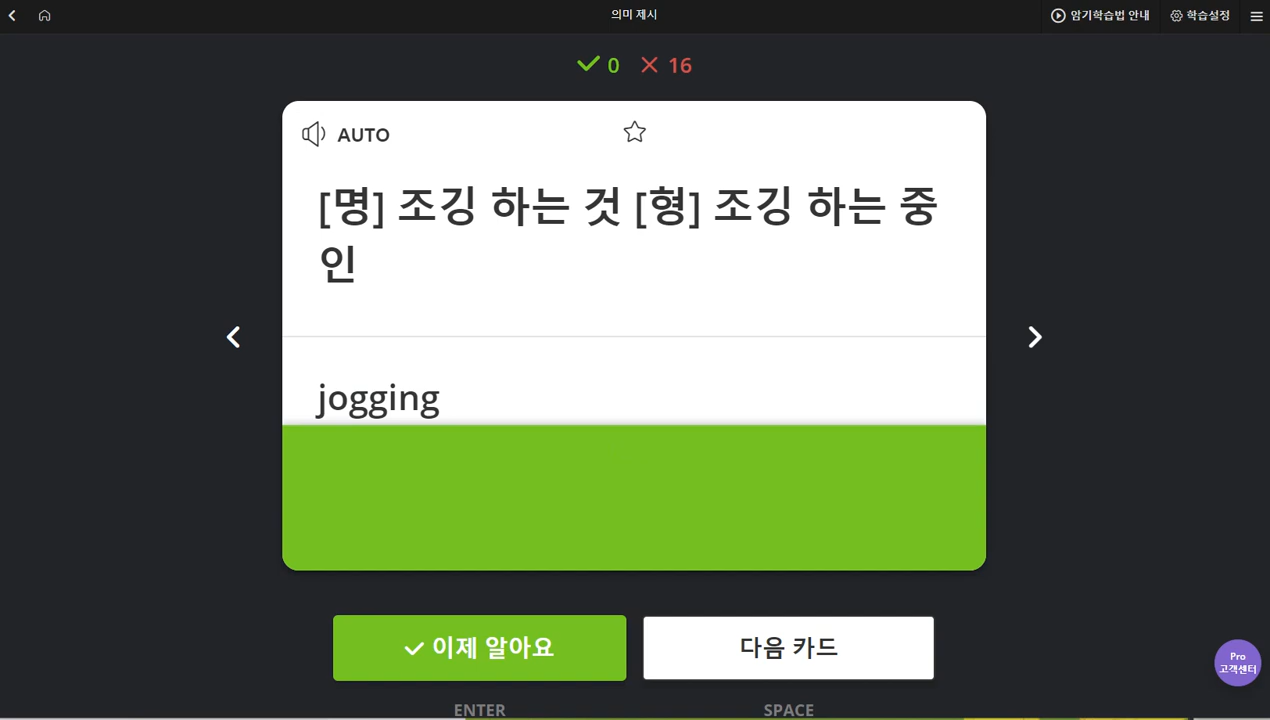 의미 제시
암기학습법 안내
학습설정
0
16
AUTO
[명] 조깅 하는 것 [형] 조깅 하는 중
인
jogging
이제 알아요
다음 카드
Pro
고객센터
ENTER
SPACE